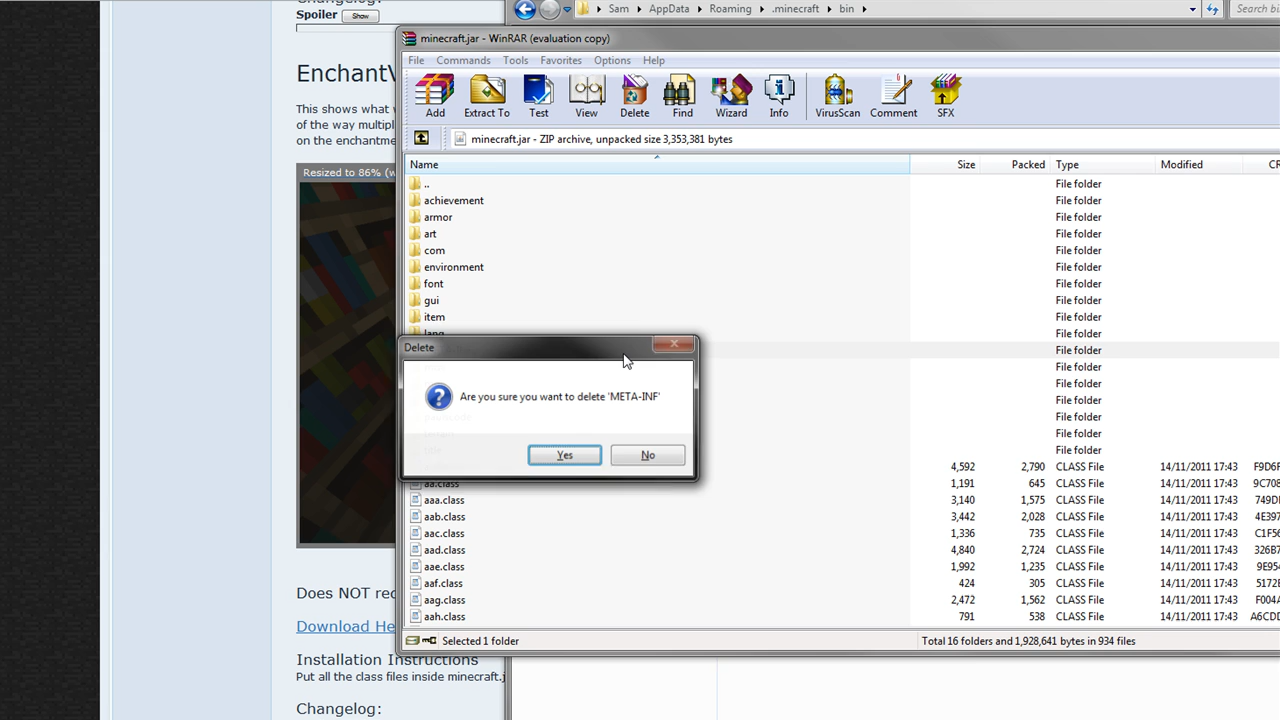 Changelog:
Spoiler Show
EnchantV
This shows what
of the way multipl
on the enchantme
Resized to 86% (w
Does NOT rec
Download He
Installation Instructions
Put all the class files inside minecraft.j
Changelog:
Sam AppData Roaming .minecraft bin
Search bi
minecraft.jar - WinRAR (evaluation copy)
File Commands Tools Favorites Options Help
Add Extract To Test View Delete Find Wizard Info VirusScan Comment SFX
minecraft.jar - ZIP archive, unpacked size 3,353,381 bytes
Name Size Packed Type Modified CR
.. File folder
achievement File folder
armor File folder
art File folder
com File folder
environment File folder
font File folder
gui File folder
item File folder
lang File folder
File folder
File folder
File folder
File folder
File folder
File folder
title File folder
Delete
Are you sure you want to delete 'META-INF'
Yes No
4,592 2,790 CLASS File 14/11/2011 17:43 F9D6F
aa.class 1,191 645 CLASS File 14/11/2011 17:43 9C708
aaa.class 3,140 1,575 CLASS File 14/11/2011 17:43 749D
aab.class 3,442 2,028 CLASS File 14/11/2011 17:43 4E397
aac.class 1,336 735 CLASS File 14/11/2011 17:43 C1F56
aad.class 4,840 2,724 CLASS File 14/11/2011 17:43 326B7
aae.class 1,992 1,235 CLASS File 14/11/2011 17:43 9E954
aaf.class 424 305 CLASS File 14/11/2011 17:43 5172D
aag.class 2,472 1,562 CLASS File 14/11/2011 17:43 F004A
aah.class 791 538 CLASS File 14/11/2011 17:43 A6CDD
Selected 1 folder
Total 16 folders and 1,928,641 bytes in 934 files